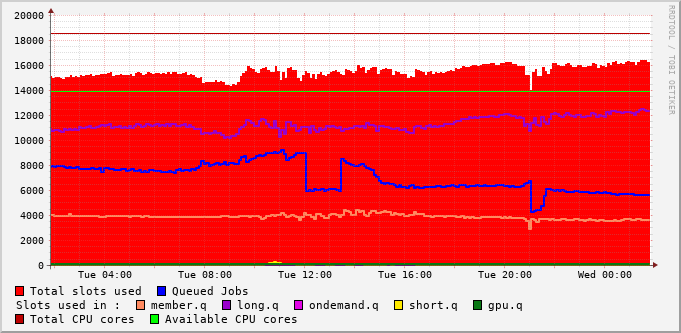 20000
18000
16000
14000
12000
10000
8000
6000
4000
2000
0
Tue 04:00 Tue 08:00 Tue 12:00 Tue 16:00 Tue 20:00 Wed 00:00
RRDTOOL / TOBI OETIKER
Total slots used Queued Jobs
Slots used in : member.q long.q ondemand.q short.q gpu.q
Total CPU cores Available CPU cores